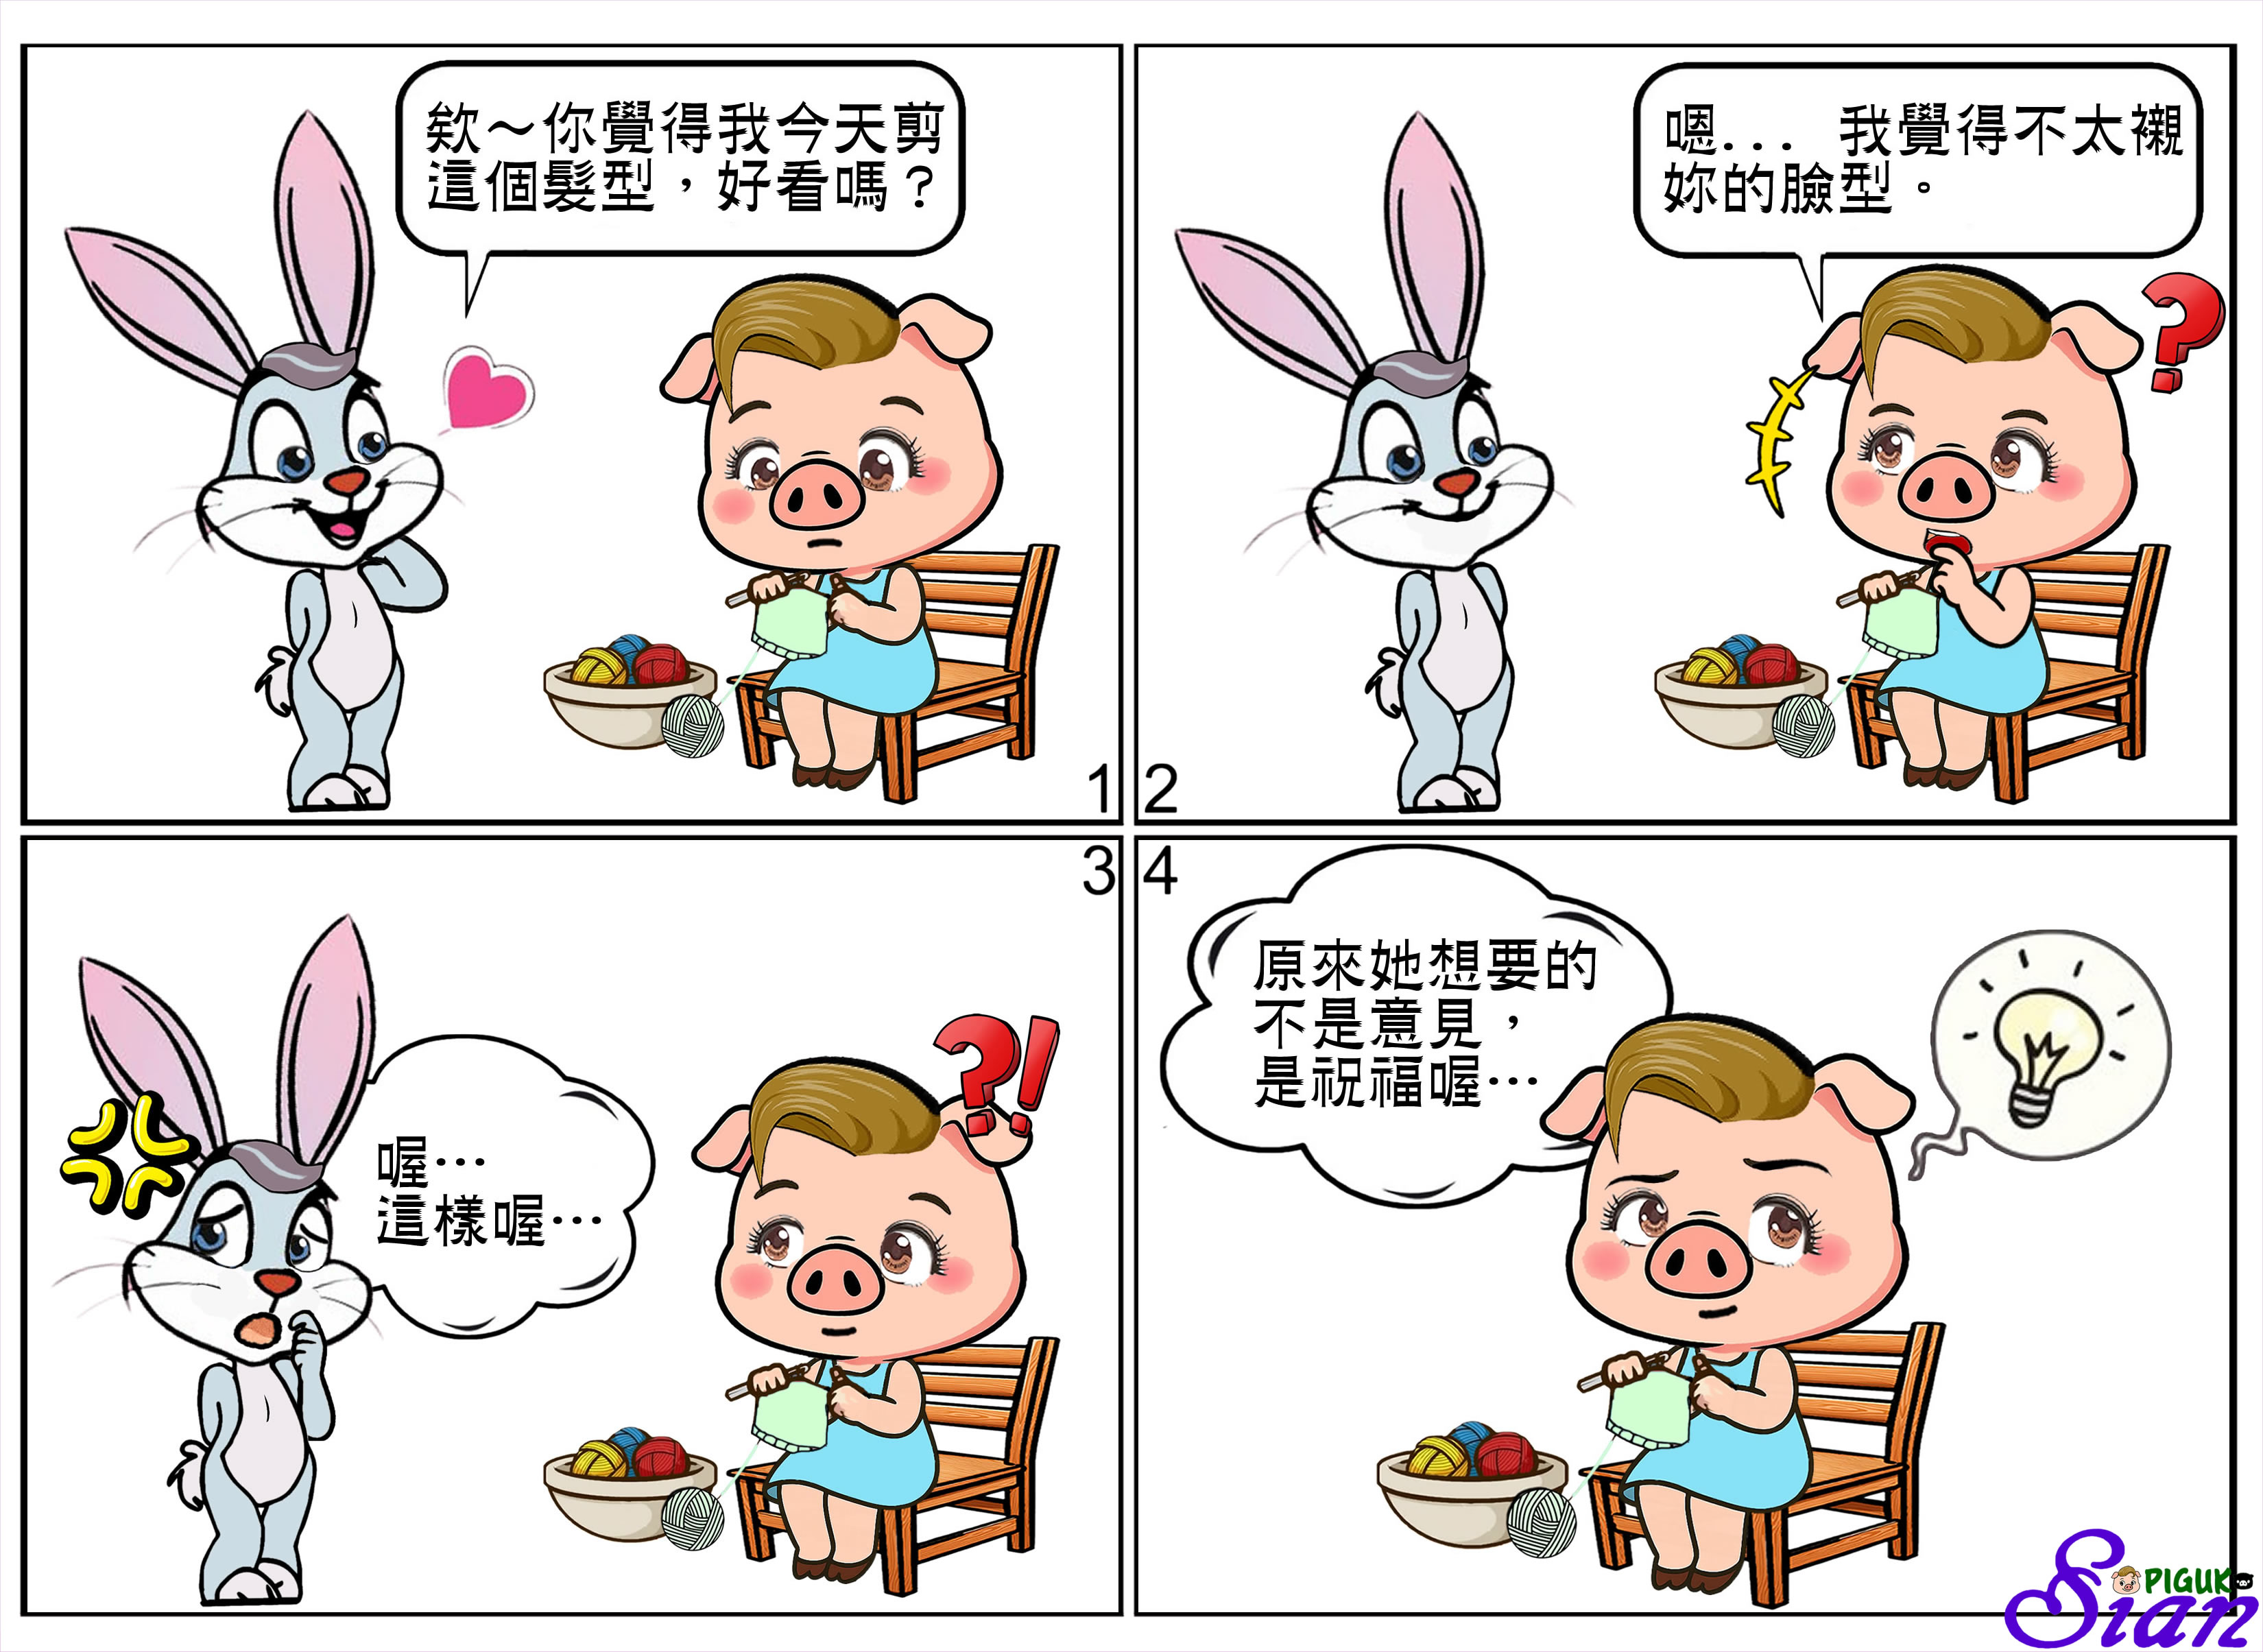 欸～你覺得我今天剪
這個髮型，好看嗎？
1
嗯... 我覺得不太襯
妳的臉型。
2
3
喔…
這樣喔…
4
原來她想要的
不是意見，
是祝福喔…
PIGUK
Sian